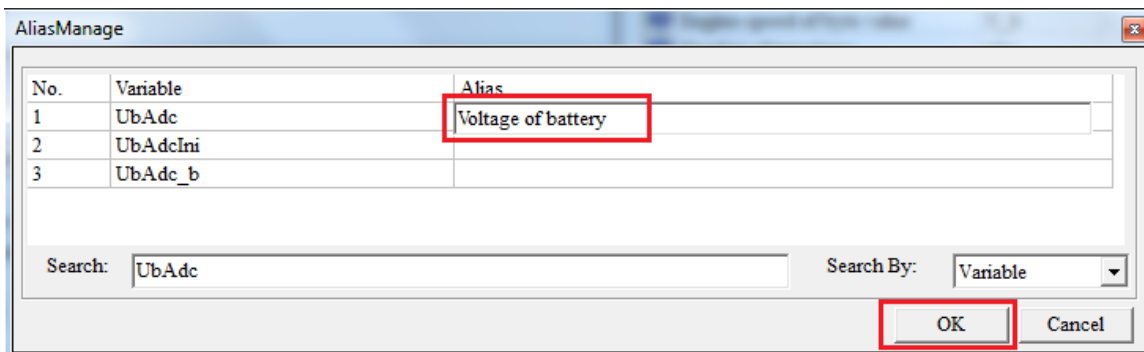 AliasManage
No. Variable Alias
1 UbAdc Voltage of battery
2 UbAdcIni
3 UbAdc_b
Search: UbAdc Search By: Variable
OK Cancel